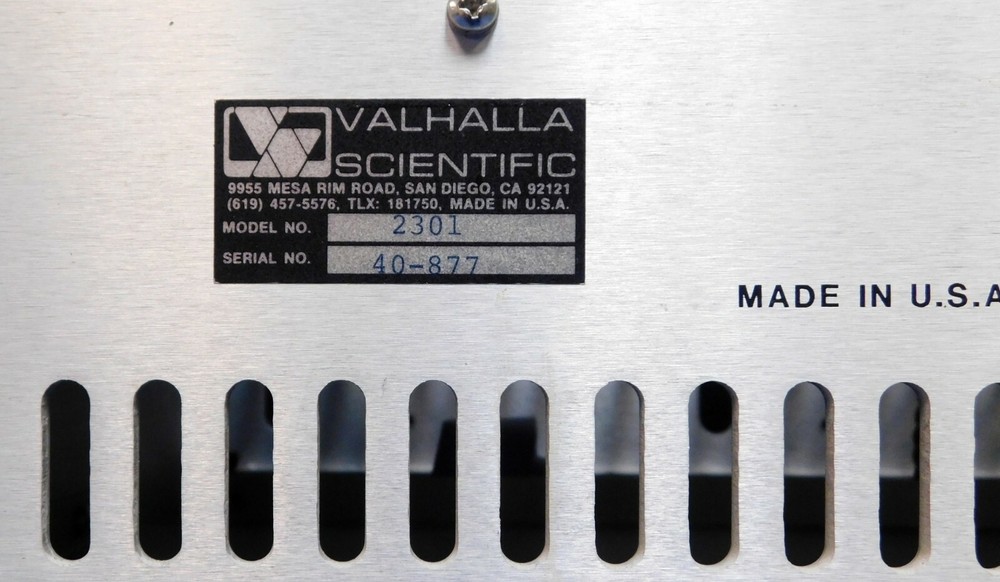 VALHALLA
SCIENTIFIC
9955 MESA RIM ROAD, SAN DIEGO, CA 92121
(619) 457-5576, TLX: 181750, MADE IN U.S.A.
MODEL NO. 2301
SERIAL NO. 40-877
MADE IN U.S.A